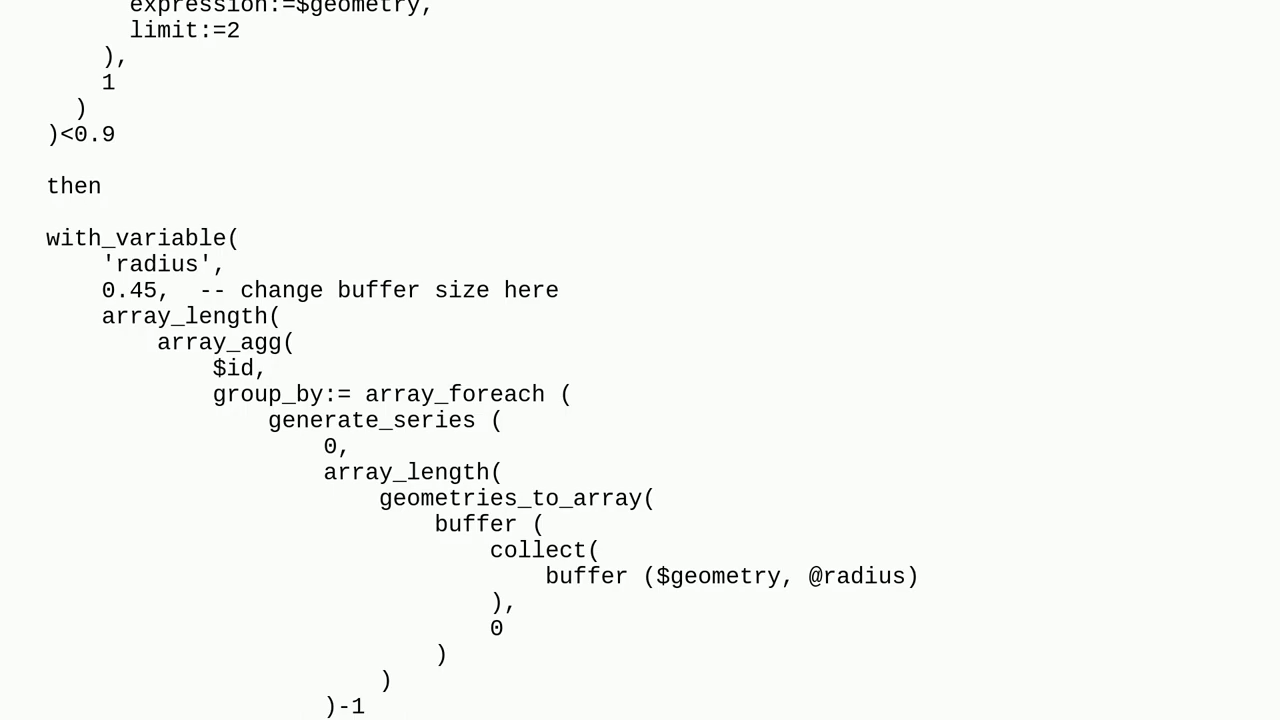 expression:=$geometry,
limit:=2
),
1
)
)<0.9
then
with_variable(
'radius',
0.45,  -- change buffer size here
array_length(
array_agg(
$id,
group_by:= array_foreach (
generate_series (
0,
array_length(
geometries_to_array(
buffer (
collect(
buffer ($geometry, @radius)
),
0
)
)
)-1